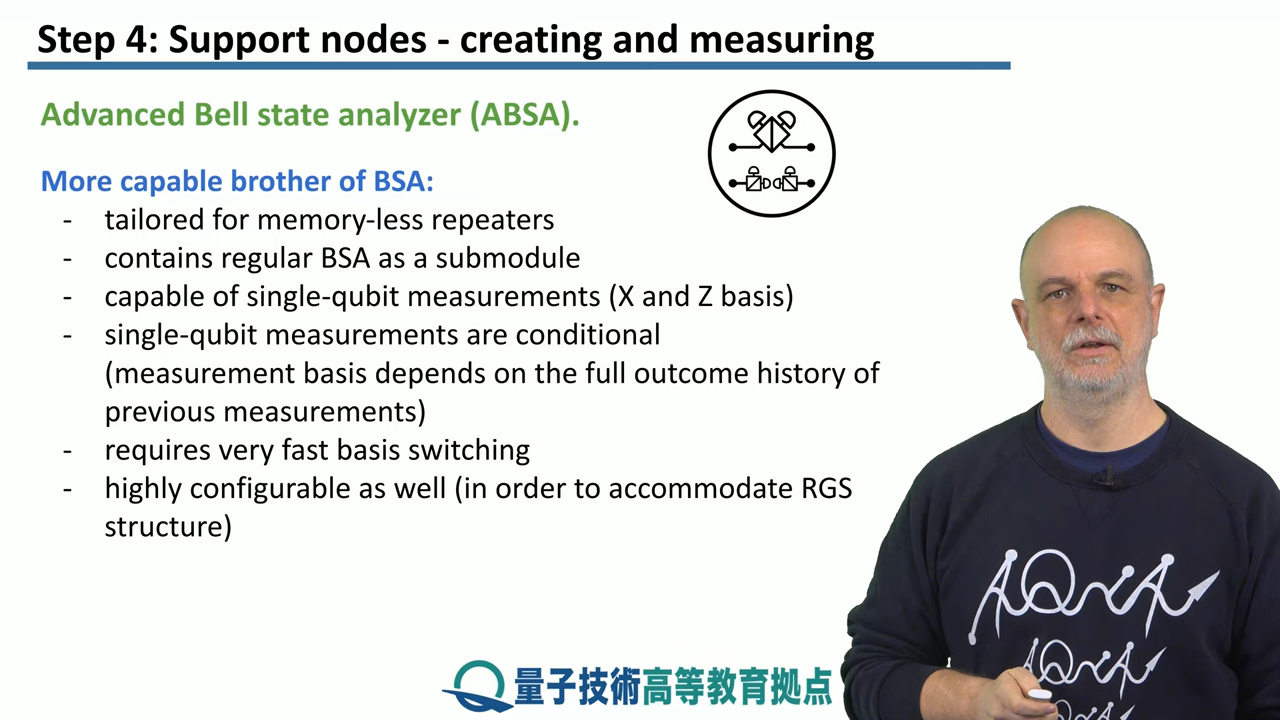 Step 4: Support nodes - creating and measuring
Advanced Bell state analyzer (ABSA).
More capable brother of BSA:
- tailored for memory-less repeaters
- contains regular BSA as a submodule
- capable of single-qubit measurements (X and Z basis)
- single-qubit measurements are conditional
(measurement basis depends on the full outcome history of
previous measurements)
- requires very fast basis switching
- highly configurable as well (in order to accommodate RGS
structure)
AQUA
AQUA
量子技術高等教育拠点